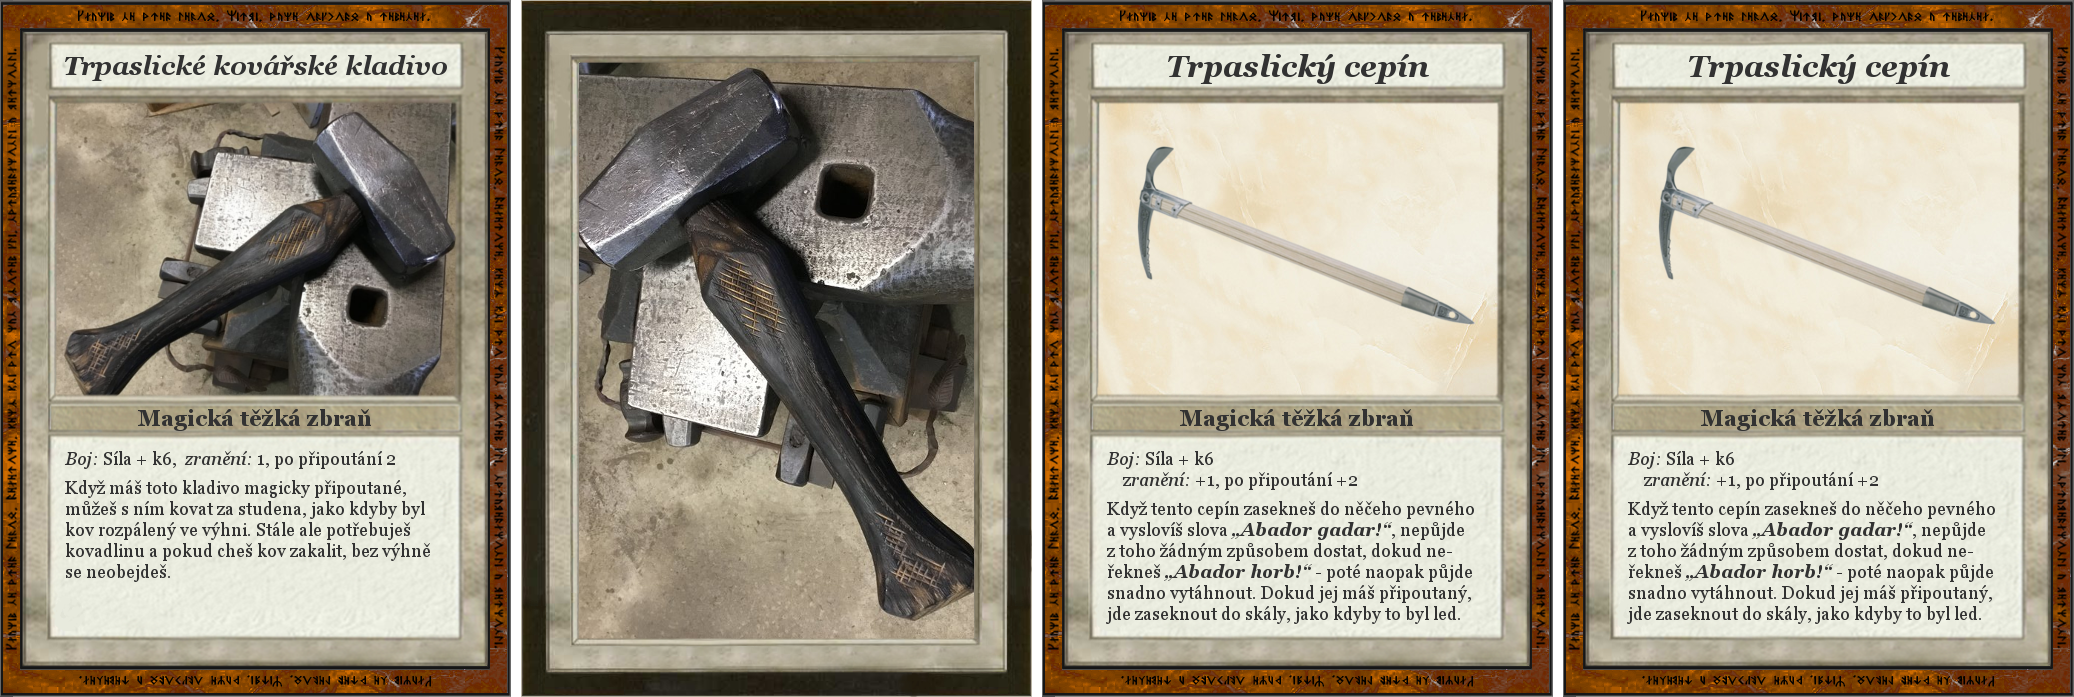 Trpaslické kovářské kladivo
Magická těžká zbraň
Boj: Síla + k6, zranění: 1, po připoutání 2
Když máš toto kladivo magicky připoutané,
můžeš s ním kovat za studena, jako kdyby byl
kov rozpálený ve výhni. Stále ale potřebuješ
kovadlinu a pokud cheš kov zakalit, bez výhně
se neobejdeš.
Trpaslický cepín
Magická těžká zbraň
Boj: Síla + k6
zranění: +1, po připoutání +2
Když tento cepín zasekneš do něčeho pevného
a vyslovíš slova „Abador gadar!“, nepůjde
z toho žádným způsobem dostat, dokud ne-
řekneš „Abador horb!“ - poté naopak půjde
snadno vytáhnout. Dokud jej máš připoutaný,
jde zaseknout do skály, jako kdyby to byl led.
Trpaslický cepín
Magická těžká zbraň
Boj: Síla + k6
zranění: +1, po připoutání +2
Když tento cepín zasekneš do něčeho pevného
a vyslovíš slova „Abador gadar!“, nepůjde
z toho žádným způsobem dostat, dokud ne-
řekneš „Abador horb!“ - poté naopak půjde
snadno vytáhnout. Dokud jej máš připoutaný,
jde zaseknout do skály, jako kdyby to byl led.